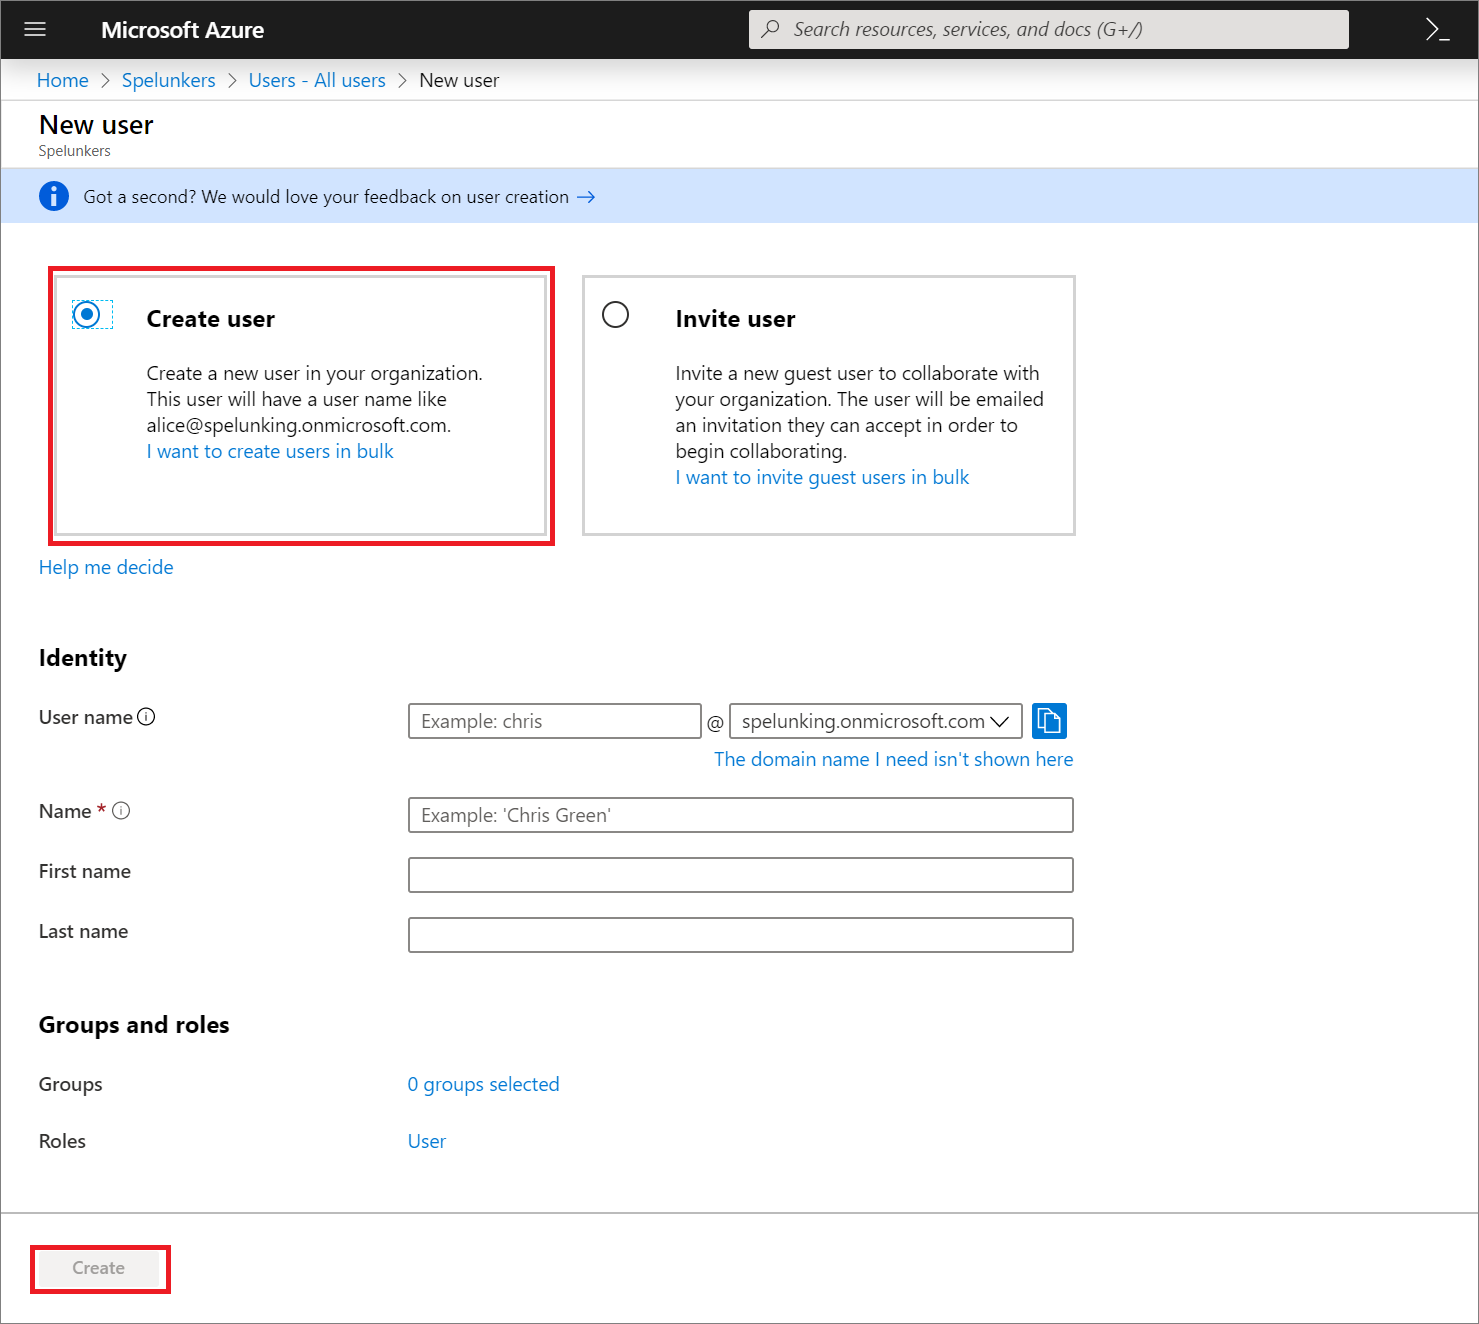 Microsoft Azure
Search resources, services, and docs (G+/)
Home > Spelunkers > Users - All users > New user
New user
Spelunkers
Got a second? We would love your feedback on user creation →
Create user
Create a new user in your organization.
This user will have a user name like
alice@spelunking.onmicrosoft.com.
I want to create users in bulk
Invite user
Invite a new guest user to collaborate with
your organization. The user will be emailed
an invitation they can accept in order to
begin collaborating.
I want to invite guest users in bulk
Help me decide
Identity
User name
Example: chris @ spelunking.onmicrosoft.com
The domain name I need isn't shown here
Name *
Example: 'Chris Green'
First name
Last name
Groups and roles
Groups 0 groups selected
Roles User
Create